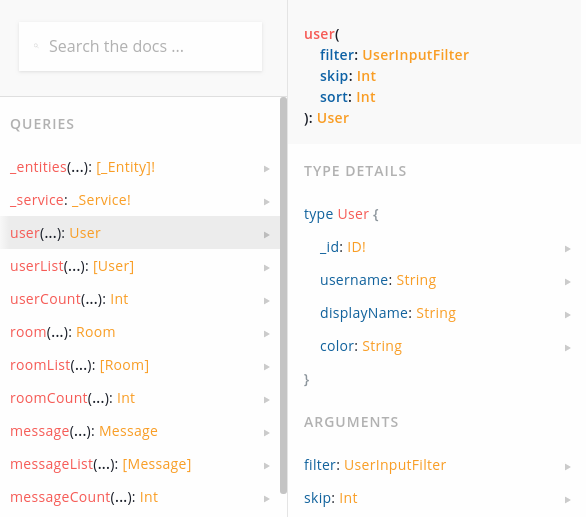 Search the docs ...
QUERIES
_entities(...): [_Entity]!
_service: _Service!
user(...): User
userList(...): [User]
userCount(...): Int
room(...): Room
roomList(...): [Room]
roomCount(...): Int
message(...): Message
messageList(...): [Message]
messageCount(...): Int
user(
filter: UserInputFilter
skip: Int
sort: Int
): User
TYPE DETAILS
type User {
_id: ID!
username: String
displayName: String
color: String
}
ARGUMENTS
filter: UserInputFilter
skip: Int